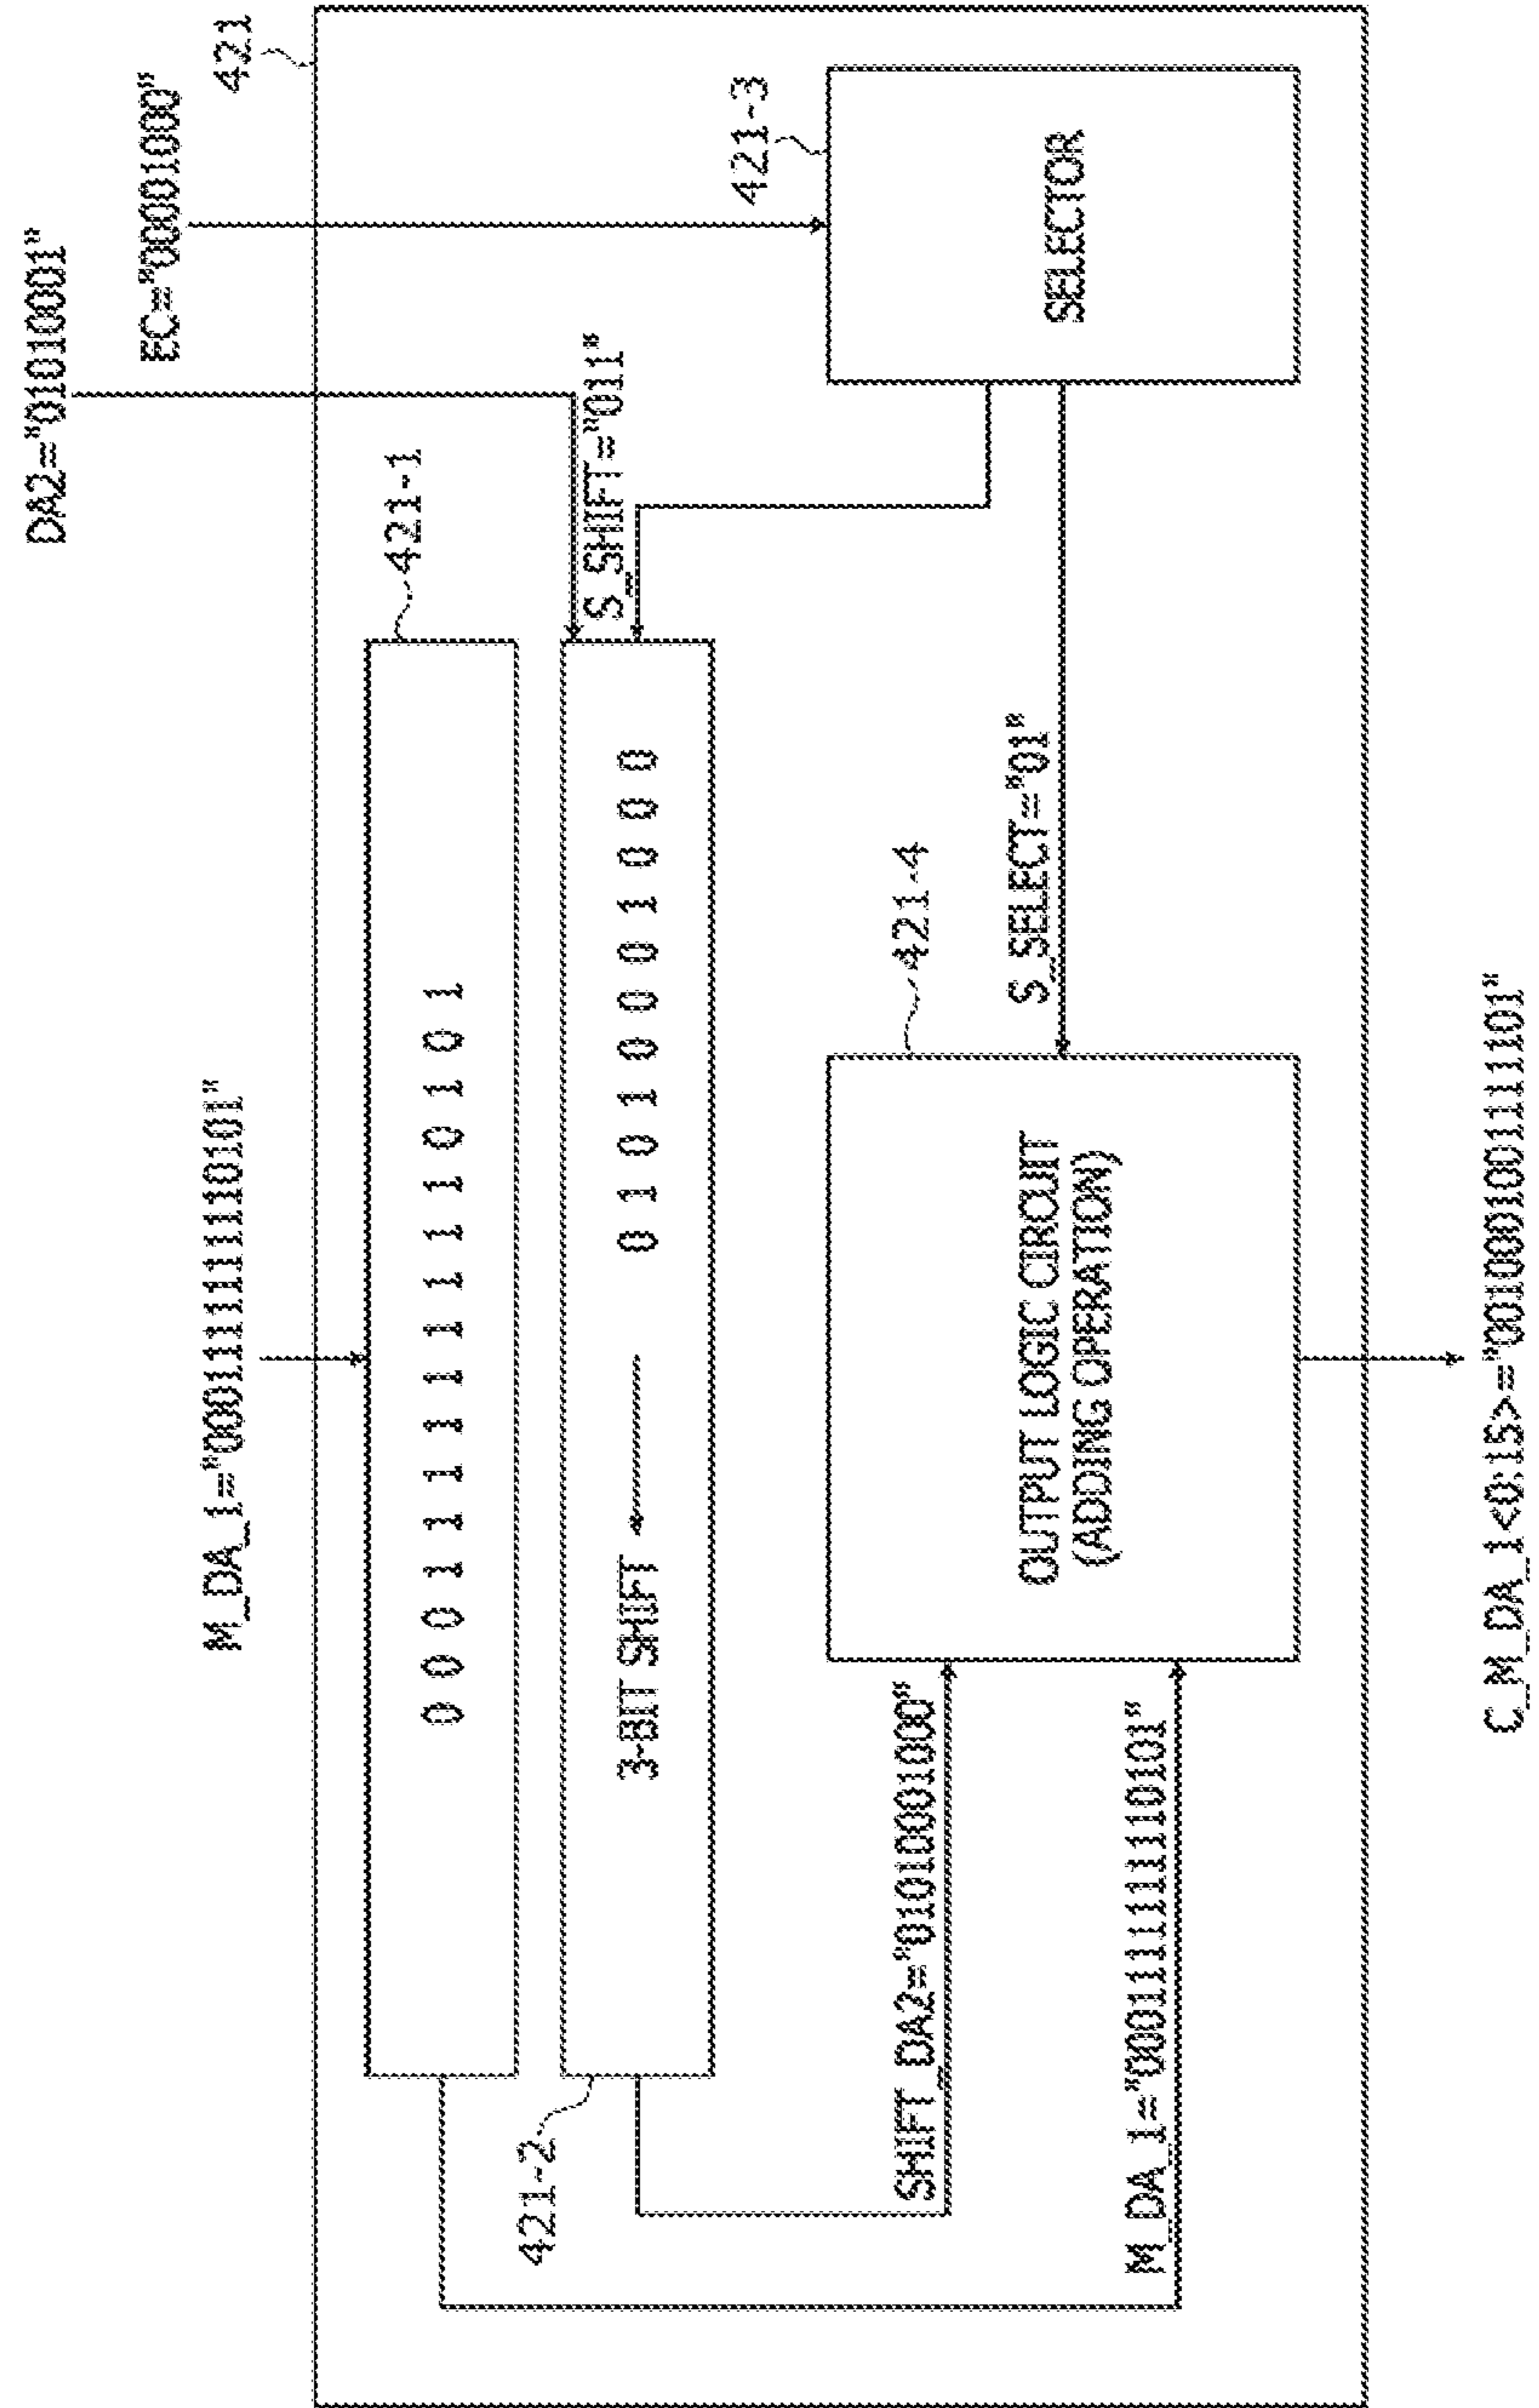 DA2="01010001"
EC="00001000"
M_DA_1="0001111111110101"
421
421-1
0 0 0 1 1 1 1 1 1 1 1 1 0 1 0 1
421-2
3-BIT SHIFT
0 1 0 1 0 0 0 1 0 0 0
S_SHIFT="011"
421-3
SELECTOR
421-4
SHIFT_DA2="01010001000"
OUTPUT LOGIC CIRCUIT
(ADDING OPERATION)
S_SELECT="01"
M_DA_1="0001111111110101"
C_M_DA_1<0:15>="0010001001111101"